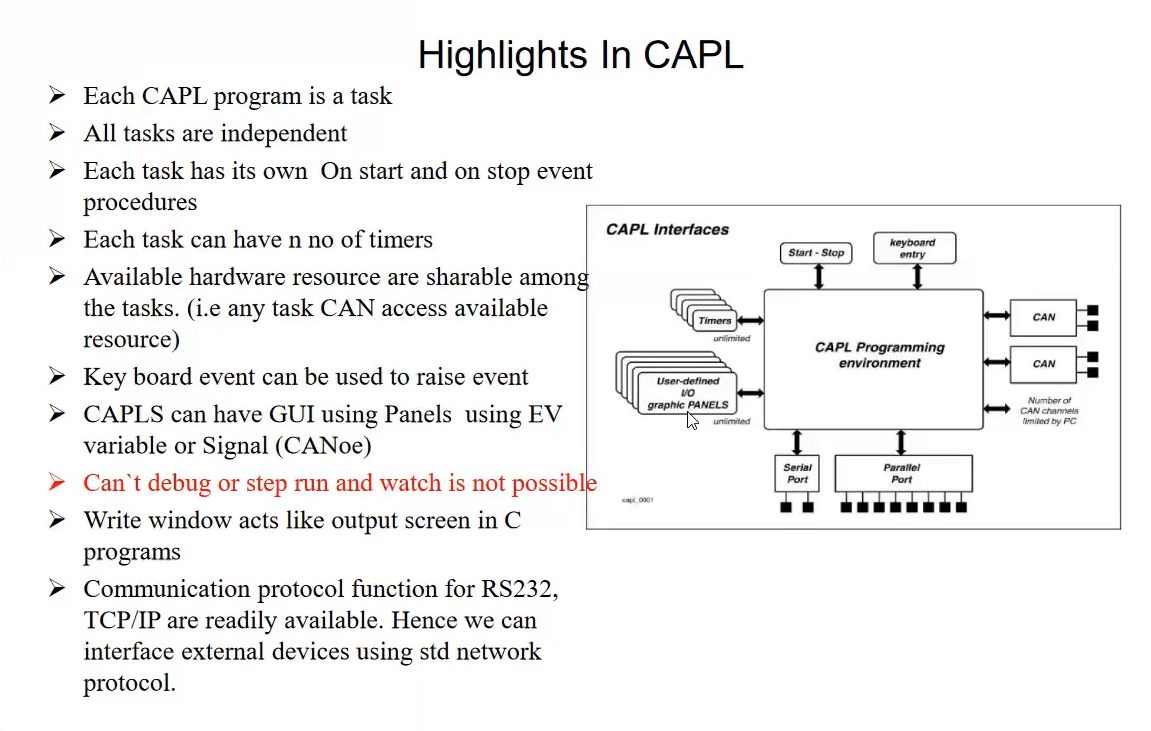 Highlights In CAPL
Each CAPL program is a task
All tasks are independent
Each task has its own  On start and on stop event
procedures
Each task can have n no of timers
Available hardware resource are sharable among
the tasks. (i.e any task CAN access available
resource)
Key board event can be used to raise event
CAPLS can have GUI using Panels  using EV
variable or Signal (CANoe)
Can`t debug or step run and watch is not possible
Write window acts like output screen in C
programs
Communication protocol function for RS232,
TCP/IP are readily available. Hence we can
interface external devices using std network
protocol.
CAPL Interfaces
Start - Stop
keyboard
entry
Timers
unlimited
User-defined
I/O
graphic PANELS
unlimited
CAPL Programming
environment
CAN
CAN
Number of
CAN channels
limited by PC
Serial
Port
Parallel
Port
capl_0001